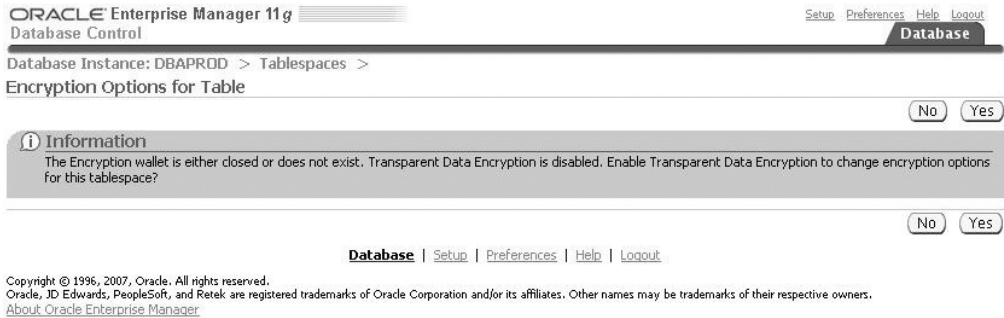 ORACLE Enterprise Manager 11g
Setup Preferences Help Logout
Database Control
Database
Database Instance: DBAPROD > Tablespaces >
Encryption Options for Table
No Yes
i Information
The Encryption wallet is either closed or does not exist. Transparent Data Encryption is disabled. Enable Transparent Data Encryption to change encryption options
for this tablespace?
No Yes
Database | Setup | Preferences | Help | Logout
Copyright © 1996, 2007, Oracle. All rights reserved.
Oracle, JD Edwards, PeopleSoft, and Retek are registered trademarks of Oracle Corporation and/or its affiliates. Other names may be trademarks of their respective owners.
About Oracle Enterprise Manager